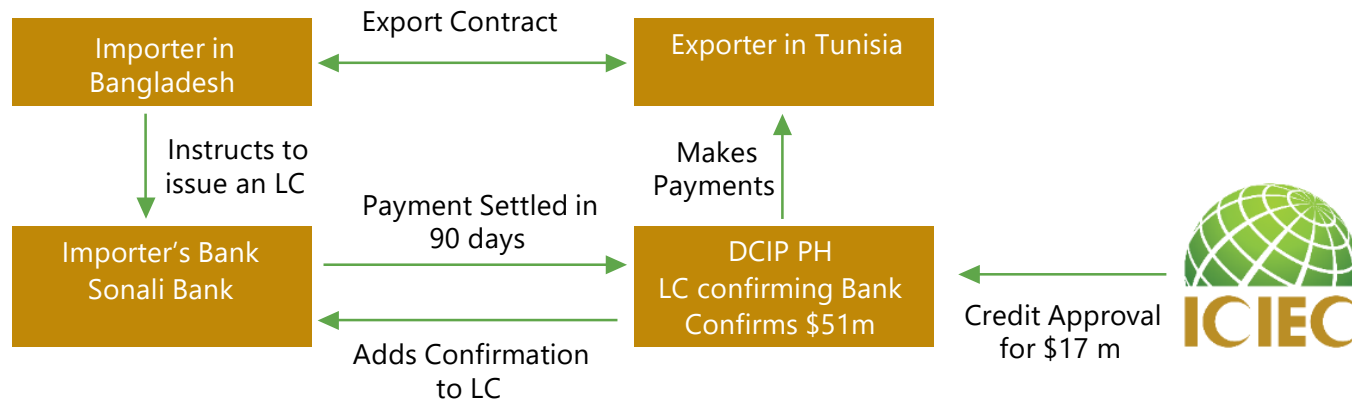 Export Contract
Importer in
Bangladesh
Exporter in Tunisia
Instructs to
issue an LC
Makes
Payments
Payment Settled in
90 days
Importer’s Bank
Sonali Bank
DCIP PH
LC confirming Bank
Confirms $51m
Credit Approval
for $17 m
ICIEC
Adds Confirmation
to LC